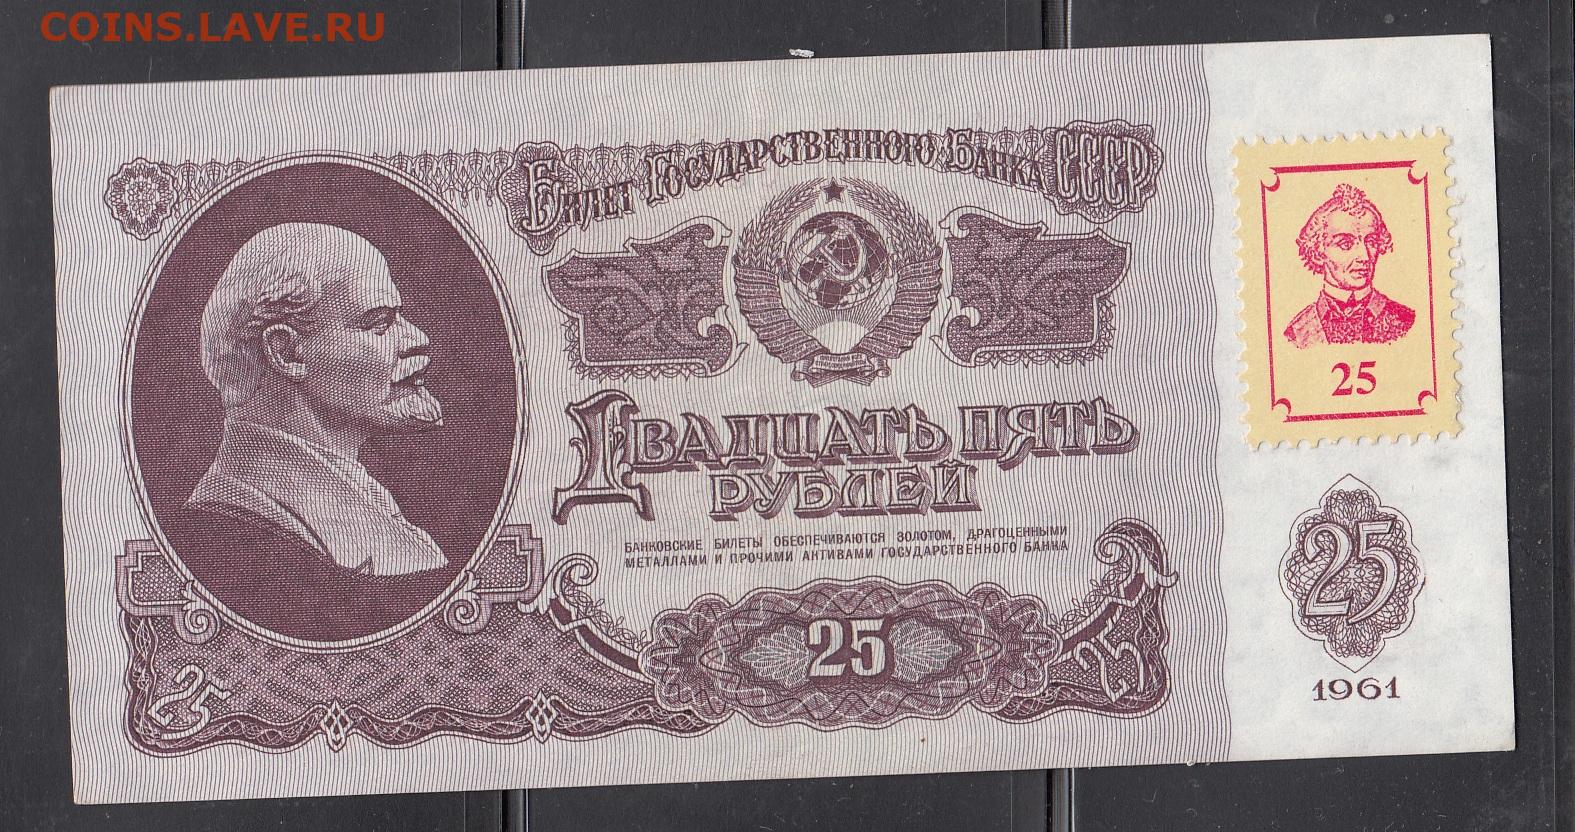 COINS.LAVE.RU
Билет Государственного Банка СССР
25
Двадцать пять
рублей
БАНКОВСКИЕ БИЛЕТЫ ОБЕСПЕЧИВАЮТСЯ ЗОЛОТОМ, ДРАГОЦЕННЫМИ
МЕТАЛЛАМИ И ПРОЧИМИ АКТИВАМИ ГОСУДАРСТВЕННОГО БАНКА
25
25
25
25
1961